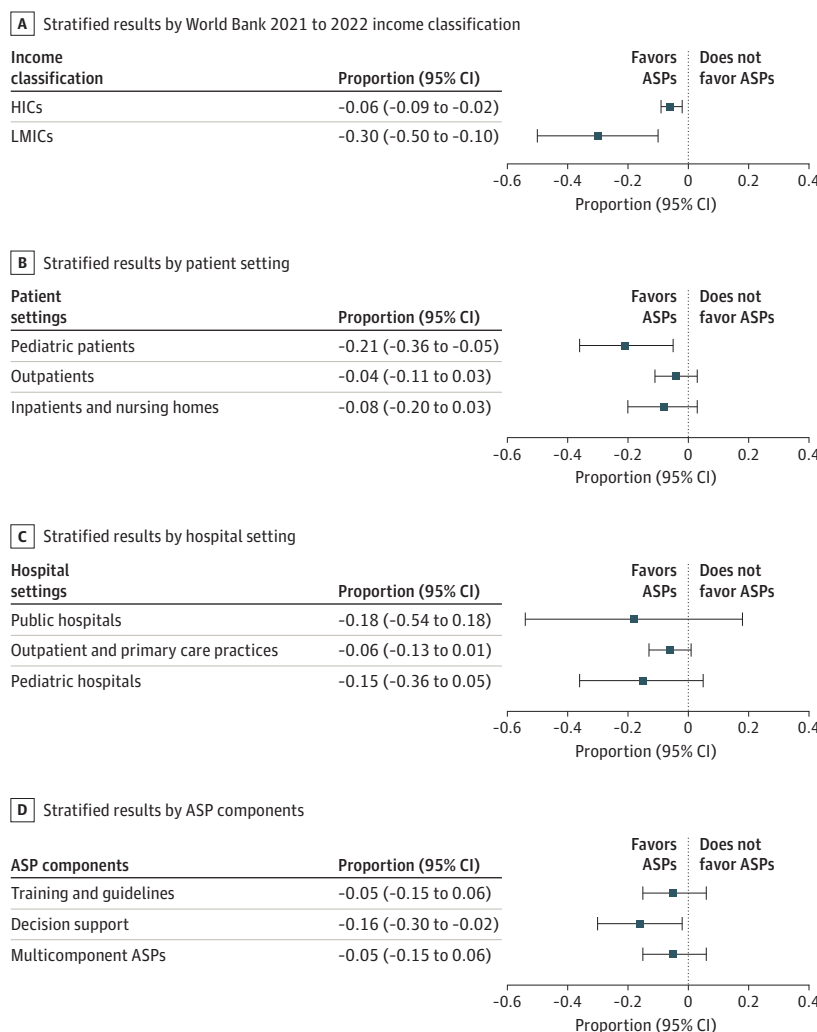 A Stratified results by World Bank 2021 to 2022 income classification
Income
classification
Proportion (95% CI)
Favors
ASPs
Does not
favor ASPs
HICs -0.06 (-0.09 to -0.02)
LMICs -0.30 (-0.50 to -0.10)
-0.6 -0.4 -0.2 0 0.2 0.4
Proportion (95% CI)
B Stratified results by patient setting
Patient
settings
Proportion (95% CI)
Favors
ASPs
Does not
favor ASPs
Pediatric patients -0.21 (-0.36 to -0.05)
Outpatients -0.04 (-0.11 to 0.03)
Inpatients and nursing homes -0.08 (-0.20 to 0.03)
-0.6 -0.4 -0.2 0 0.2 0.4
Proportion (95% CI)
C Stratified results by hospital setting
Hospital
settings
Proportion (95% CI)
Favors
ASPs
Does not
favor ASPs
Public hospitals -0.18 (-0.54 to 0.18)
Outpatient and primary care practices -0.06 (-0.13 to 0.01)
Pediatric hospitals -0.15 (-0.36 to 0.05)
-0.6 -0.4 -0.2 0 0.2 0.4
Proportion (95% CI)
D Stratified results by ASP components
ASP components
Proportion (95% CI)
Favors
ASPs
Does not
favor ASPs
Training and guidelines -0.05 (-0.15 to 0.06)
Decision support -0.16 (-0.30 to -0.02)
Multicomponent ASPs -0.05 (-0.15 to 0.06)
-0.6 -0.4 -0.2 0 0.2 0.4
Proportion (95% CI)